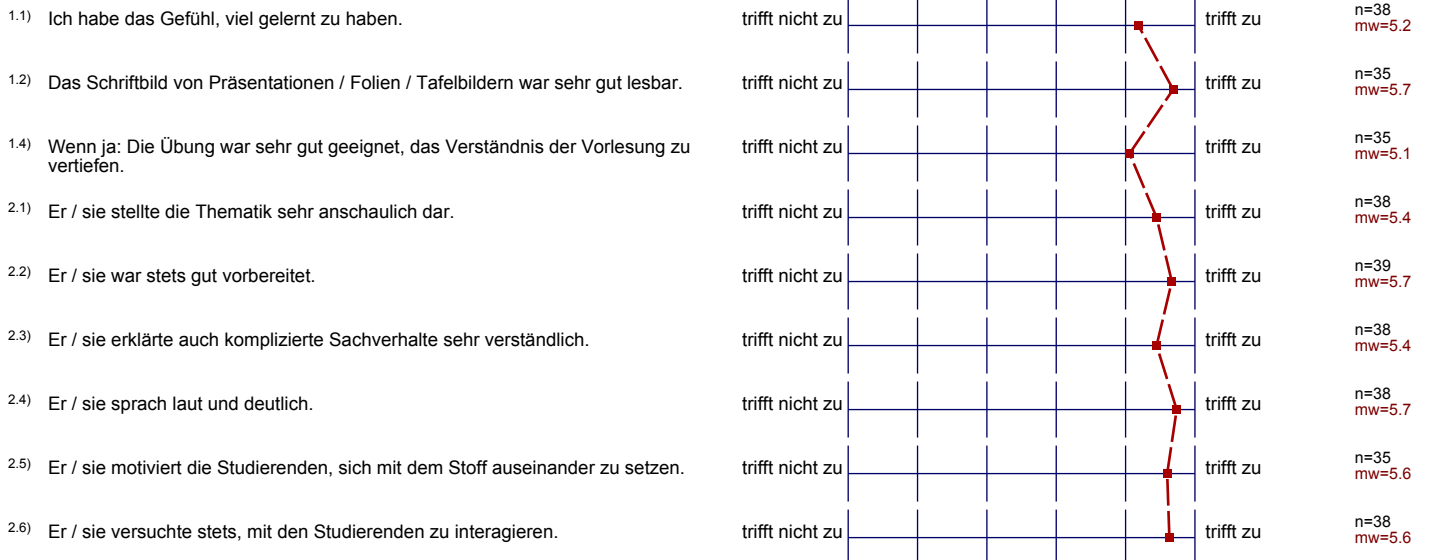 1.1) Ich habe das Gefühl, viel gelernt zu haben. trifft nicht zu trifft zu n=38
mw=5.2
1.2) Das Schriftbild von Präsentationen / Folien / Tafelbildern war sehr gut lesbar. trifft nicht zu trifft zu n=35
mw=5.7
1.4) Wenn ja: Die Übung war sehr gut geeignet, das Verständnis der Vorlesung zu trifft nicht zu trifft zu n=35
vertiefen. mw=5.1
2.1) Er / sie stellte die Thematik sehr anschaulich dar. trifft nicht zu trifft zu n=38
mw=5.4
2.2) Er / sie war stets gut vorbereitet. trifft nicht zu trifft zu n=39
mw=5.7
2.3) Er / sie erklärte auch komplizierte Sachverhalte sehr verständlich. trifft nicht zu trifft zu n=38
mw=5.4
2.4) Er / sie sprach laut und deutlich. trifft nicht zu trifft zu n=38
mw=5.7
2.5) Er / sie motiviert die Studierenden, sich mit dem Stoff auseinander zu setzen. trifft nicht zu trifft zu n=35
mw=5.6
2.6) Er / sie versuchte stets, mit den Studierenden zu interagieren. trifft nicht zu trifft zu n=38
mw=5.6